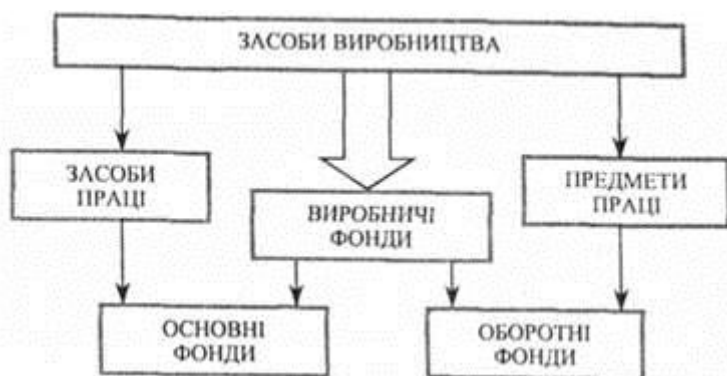 ЗАСОБИ ВИРОБНИЦТВА
ЗАСОБИ
ПРАЦІ
ВИРОБНИЧІ
ФОНДИ
ПРЕДМЕТИ
ПРАЦІ
ОСНОВНІ
ФОНДИ
ОБОРОТНІ
ФОНДИ